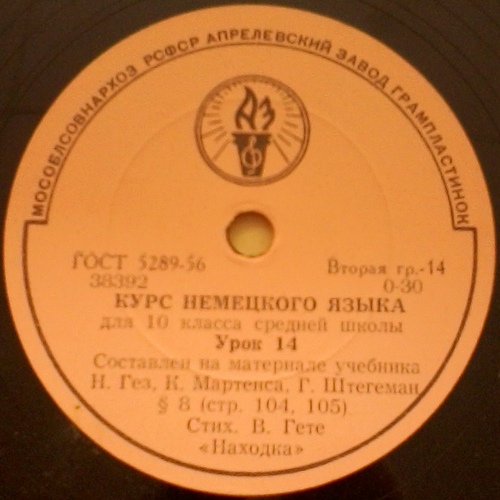 МОСОБЛСОВНАРХОЗ РСФСР АПРЕЛЕВСКИЙ ЗАВОД ГРАМПЛАСТИНОК
АЗ
ГОСТ 5289-56
Вторая гр.-14
38392
0-30
КУРС НЕМЕЦКОГО ЯЗЫКА
для 10 класса средней школы
Урок 14
Составлен на материале учебника
Н. Гез, К. Мартенса, Г. Штегеман
§ 8 (стр. 104, 105)
Стих. В. Гете
«Находка»